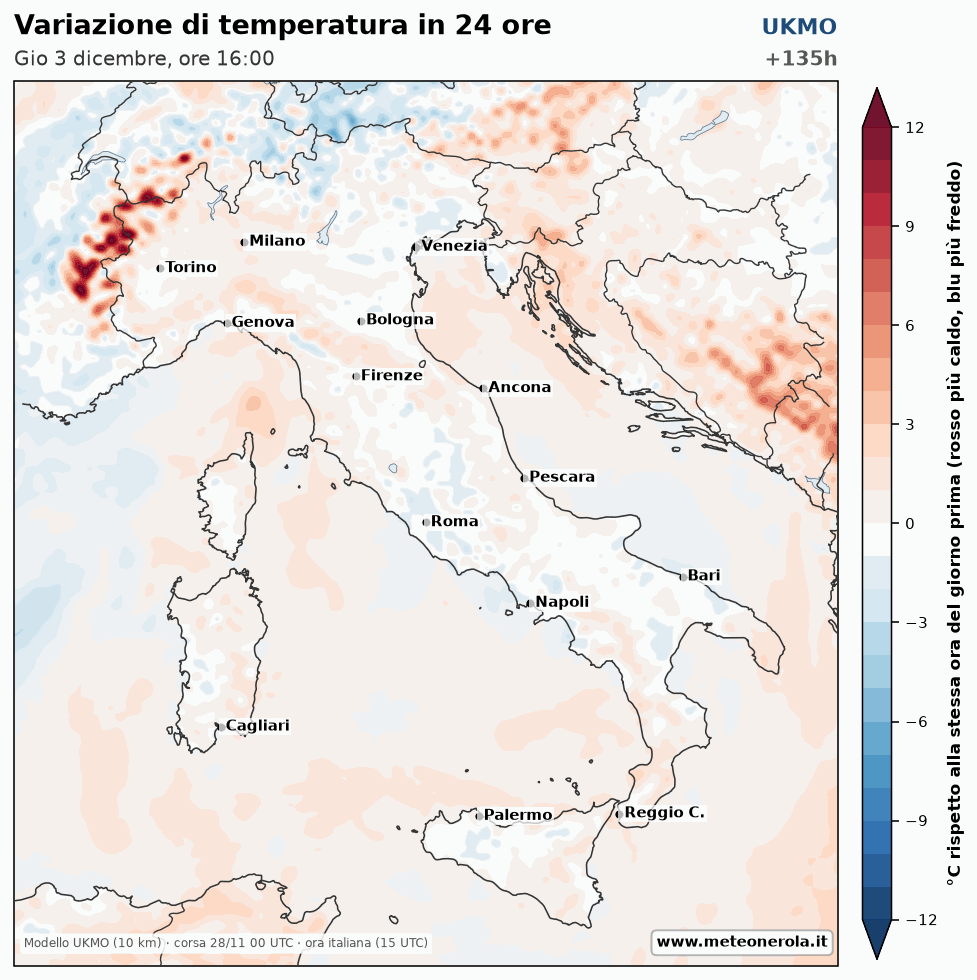 Variazione di temperatura in 24 ore
UKMO
Gio 3 dicembre, ore 16:00
+135h
12
9
6
3
0
−3
−6
−9
−12
°C rispetto alla stessa ora del giorno prima (rosso più caldo, blu più freddo)
Milano
Venezia
Torino
Genova
Bologna
Firenze
Ancona
Pescara
Roma
Bari
Napoli
Cagliari
Palermo
Reggio C.
Modello UKMO (10 km) · corsa 28/11 00 UTC · ora italiana (15 UTC)
www.meteonerola.it